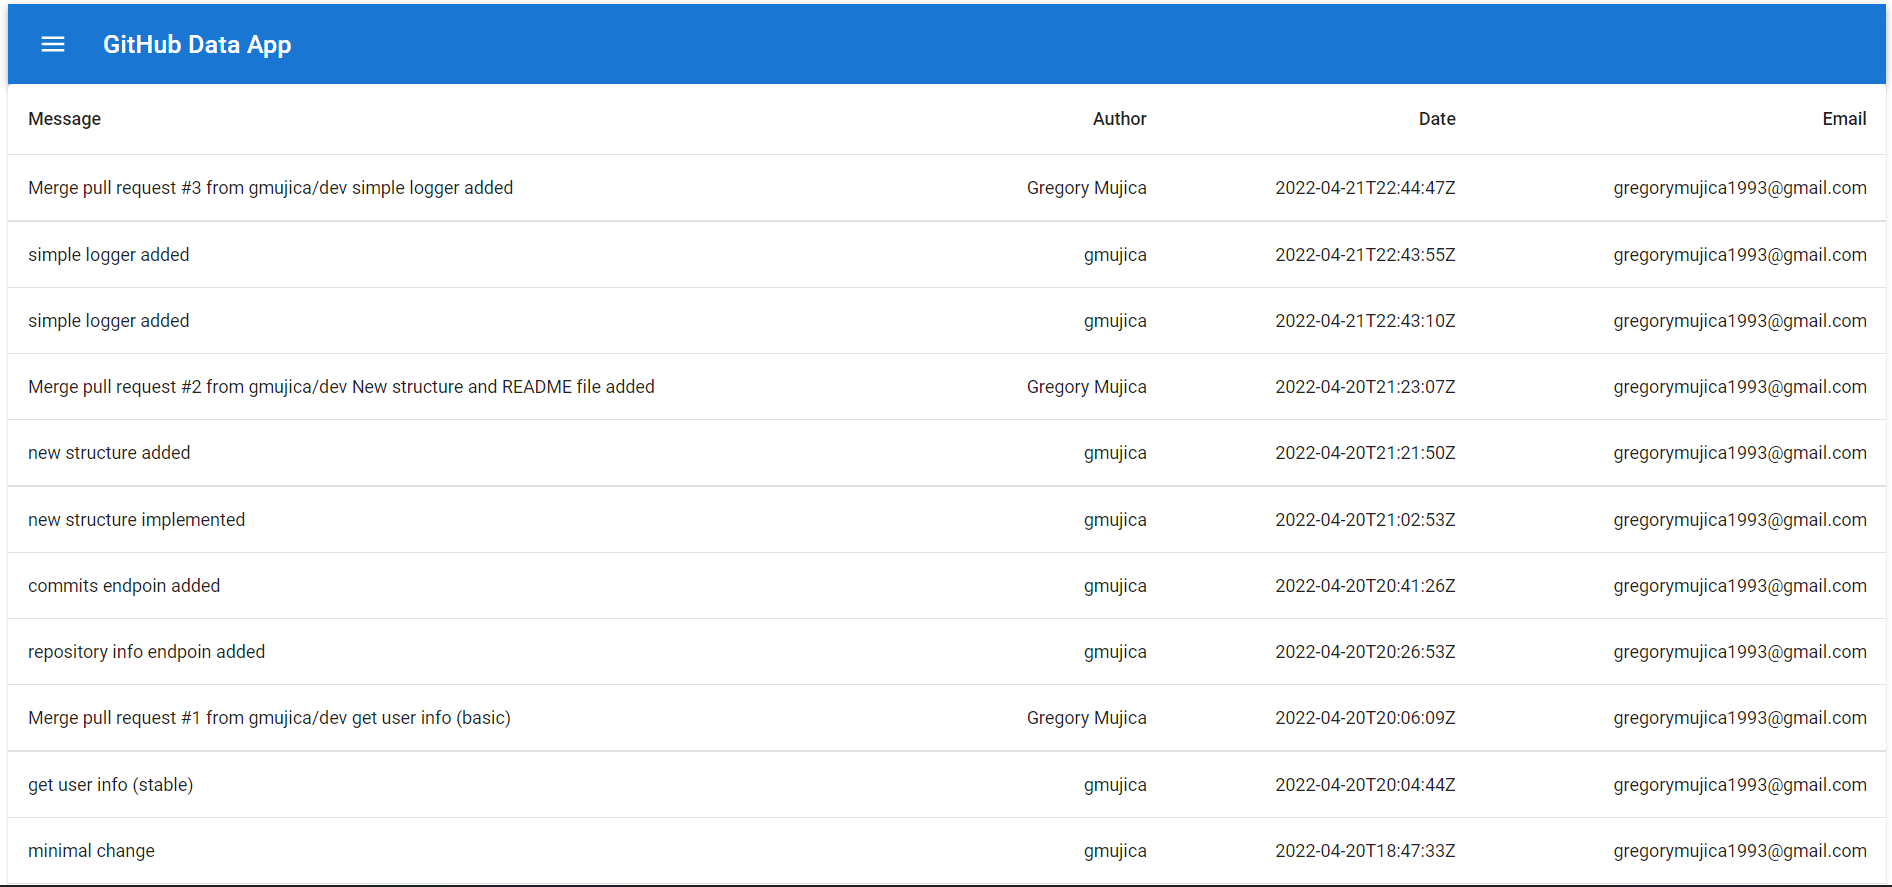 GitHub Data App
Message Author Date Email
Merge pull request #3 from gmujica/dev simple logger added Gregory Mujica 2022-04-21T22:44:47Z gregorymujica1993@gmail.com
simple logger added gmujica 2022-04-21T22:43:55Z gregorymujica1993@gmail.com
simple logger added gmujica 2022-04-21T22:43:10Z gregorymujica1993@gmail.com
Merge pull request #2 from gmujica/dev New structure and README file added Gregory Mujica 2022-04-20T21:23:07Z gregorymujica1993@gmail.com
new structure added gmujica 2022-04-20T21:21:50Z gregorymujica1993@gmail.com
new structure implemented gmujica 2022-04-20T21:02:53Z gregorymujica1993@gmail.com
commits endpoin added gmujica 2022-04-20T20:41:26Z gregorymujica1993@gmail.com
repository info endpoin added gmujica 2022-04-20T20:26:53Z gregorymujica1993@gmail.com
Merge pull request #1 from gmujica/dev get user info (basic) Gregory Mujica 2022-04-20T20:06:09Z gregorymujica1993@gmail.com
get user info (stable) gmujica 2022-04-20T20:04:44Z gregorymujica1993@gmail.com
minimal change gmujica 2022-04-20T18:47:33Z gregorymujica1993@gmail.com